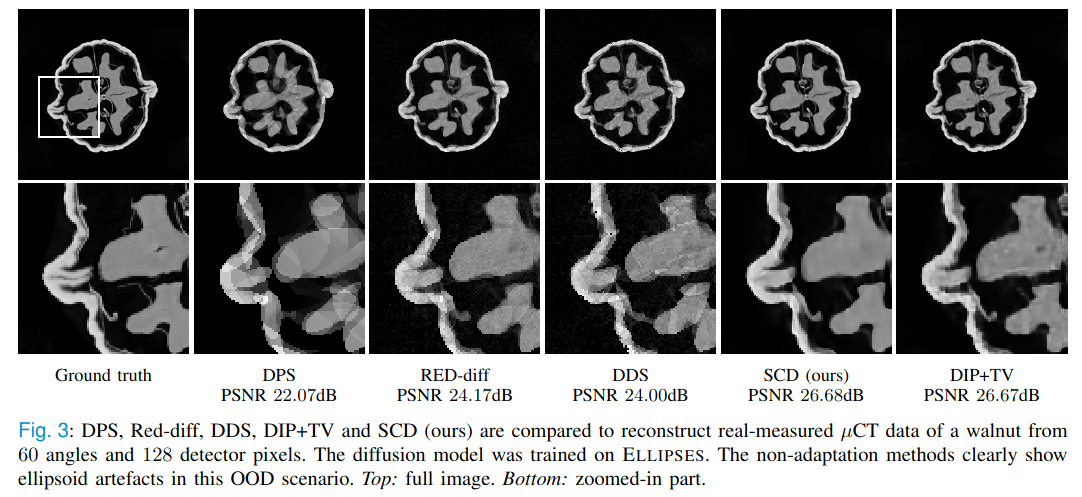 Ground truth
DPS
PSNR 22.07dB
RED-diff
PSNR 24.17dB
DDS
PSNR 24.00dB
SCD (ours)
PSNR 26.68dB
DIP+TV
PSNR 26.67dB
Fig. 3: DPS, Red-diff, DDS, DIP+TV and SCD (ours) are compared to reconstruct real-measured μCT data of a walnut from
60 angles and 128 detector pixels. The diffusion model was trained on ELLIPSES. The non-adaptation methods clearly show
ellipsoid artefacts in this OOD scenario. Top: full image. Bottom: zoomed-in part.